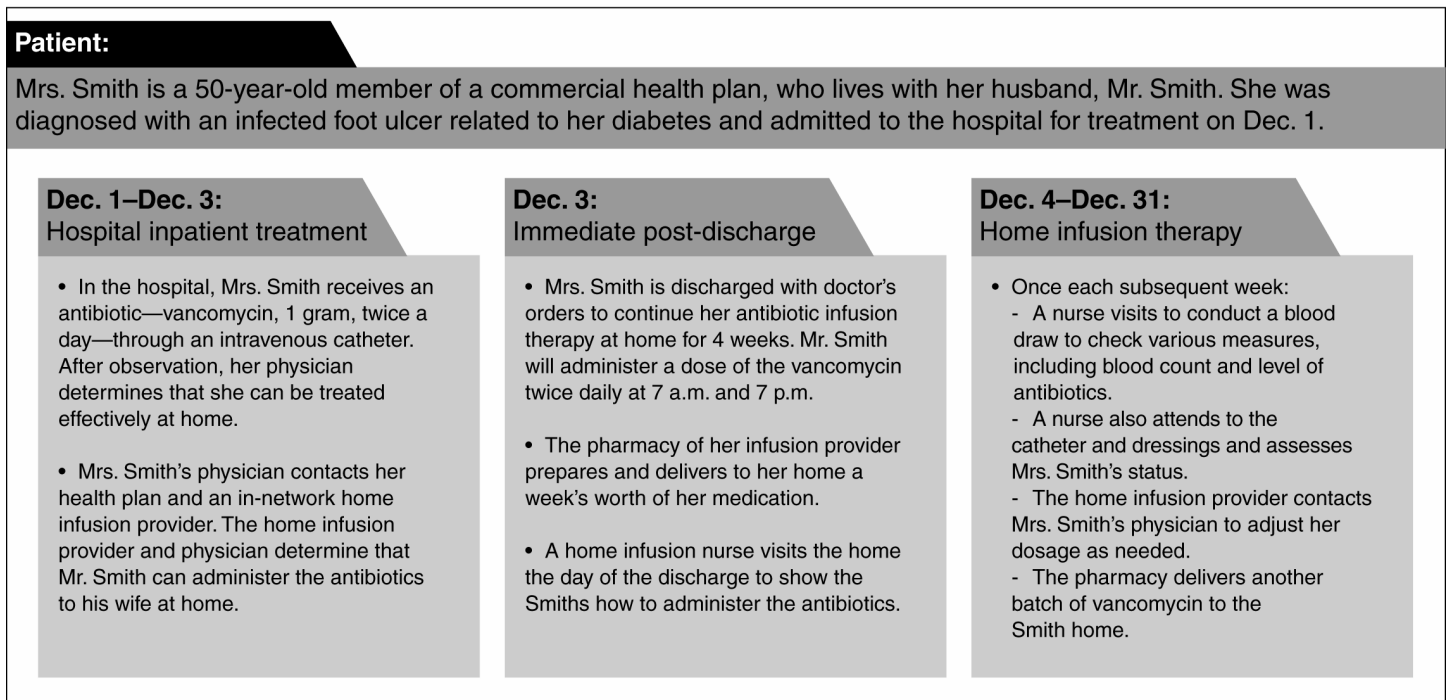 Patient:
Mrs. Smith is a 50-year-old member of a commercial health plan, who lives with her husband, Mr. Smith. She was
diagnosed with an infected foot ulcer related to her diabetes and admitted to the hospital for treatment on Dec. 1.
Dec. 1–Dec. 3:
Hospital inpatient treatment
• In the hospital, Mrs. Smith receives an
antibiotic—vancomycin, 1 gram, twice a
day—through an intravenous catheter.
After observation, her physician
determines that she can be treated
effectively at home.
• Mrs. Smith's physician contacts her
health plan and an in-network home
infusion provider. The home infusion
provider and physician determine that
Mr. Smith can administer the antibiotics
to his wife at home.
Dec. 3:
Immediate post-discharge
• Mrs. Smith is discharged with doctor's
orders to continue her antibiotic infusion
therapy at home for 4 weeks. Mr. Smith
will administer a dose of the vancomycin
twice daily at 7 a.m. and 7 p.m.
• The pharmacy of her infusion provider
prepares and delivers to her home a
week's worth of her medication.
• A home infusion nurse visits the home
the day of the discharge to show the
Smiths how to administer the antibiotics.
Dec. 4–Dec. 31:
Home infusion therapy
• Once each subsequent week:
- A nurse visits to conduct a blood
draw to check various measures,
including blood count and level of
antibiotics.
- A nurse also attends to the
catheter and dressings and assesses
Mrs. Smith's status.
- The home infusion provider contacts
Mrs. Smith's physician to adjust her
dosage as needed.
- The pharmacy delivers another
batch of vancomycin to the
Smith home.